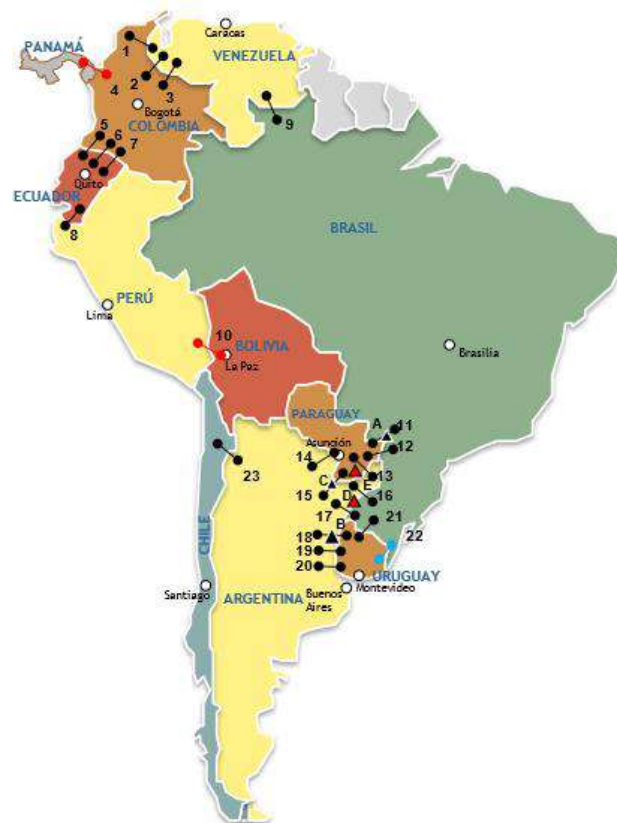 Caracas
PANAMÁ
1
VENEZUELA
2
4
3
Bogotá
COLÓMBIA
9
5
6
7
Quito
ECUADOR
8
BRASIL
PERÚ
Lima
10
BOLIVIA
La Paz
Brasilia
PARAGUAY
A
11
Asunción
12
14
13
C
E
15
D
16
23
17
B
21
18
22
19
20
CHILE
URUGUAY
Santiago
ARGENTINA
Buenos
Aires
Montevideo